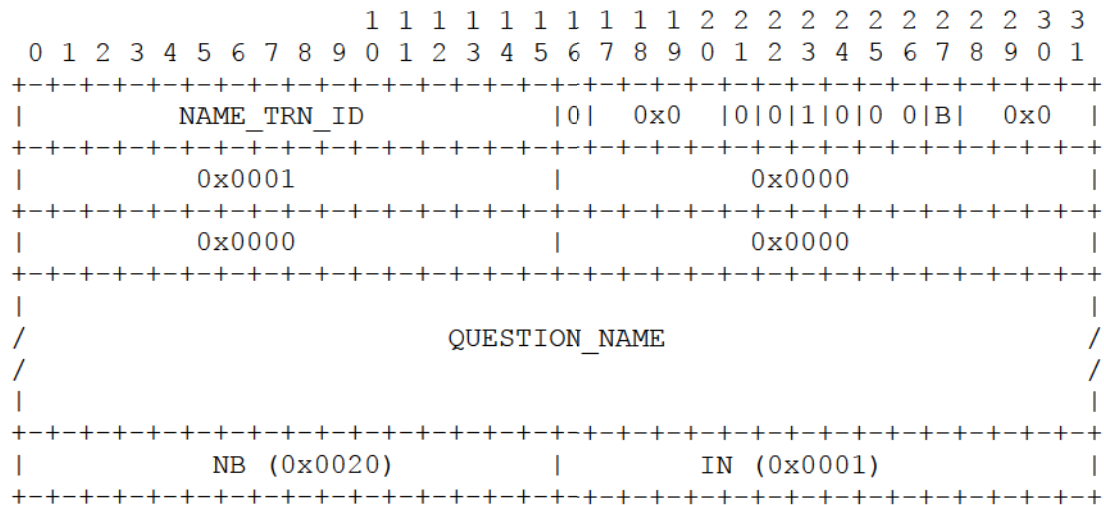 1 1 1 1 1 1 1 1 1 1 2 2 2 2 2 2 2 2 2 2 3 3
0 1 2 3 4 5 6 7 8 9 0 1 2 3 4 5 6 7 8 9 0 1 2 3 4 5 6 7 8 9 0 1
+-+-+-+-+-+-+-+-+-+-+-+-+-+-+-+-+-+-+-+-+-+-+-+-+-+-+-+-+-+-+-+-+
| NAME_TRN_ID |0| 0x0 |0|0|1|0|0 0|B| 0x0 |
+-+-+-+-+-+-+-+-+-+-+-+-+-+-+-+-+-+-+-+-+-+-+-+-+-+-+-+-+-+-+-+-+
| 0x0001 | 0x0000 |
+-+-+-+-+-+-+-+-+-+-+-+-+-+-+-+-+-+-+-+-+-+-+-+-+-+-+-+-+-+-+-+-+
| 0x0000 | 0x0000 |
+-+-+-+-+-+-+-+-+-+-+-+-+-+-+-+-+-+-+-+-+-+-+-+-+-+-+-+-+-+-+-+-+
| |
/ QUESTION_NAME /
/ /
| |
+-+-+-+-+-+-+-+-+-+-+-+-+-+-+-+-+-+-+-+-+-+-+-+-+-+-+-+-+-+-+-+-+
| NB (0x0020) | IN (0x0001) |
+-+-+-+-+-+-+-+-+-+-+-+-+-+-+-+-+-+-+-+-+-+-+-+-+-+-+-+-+-+-+-+-+